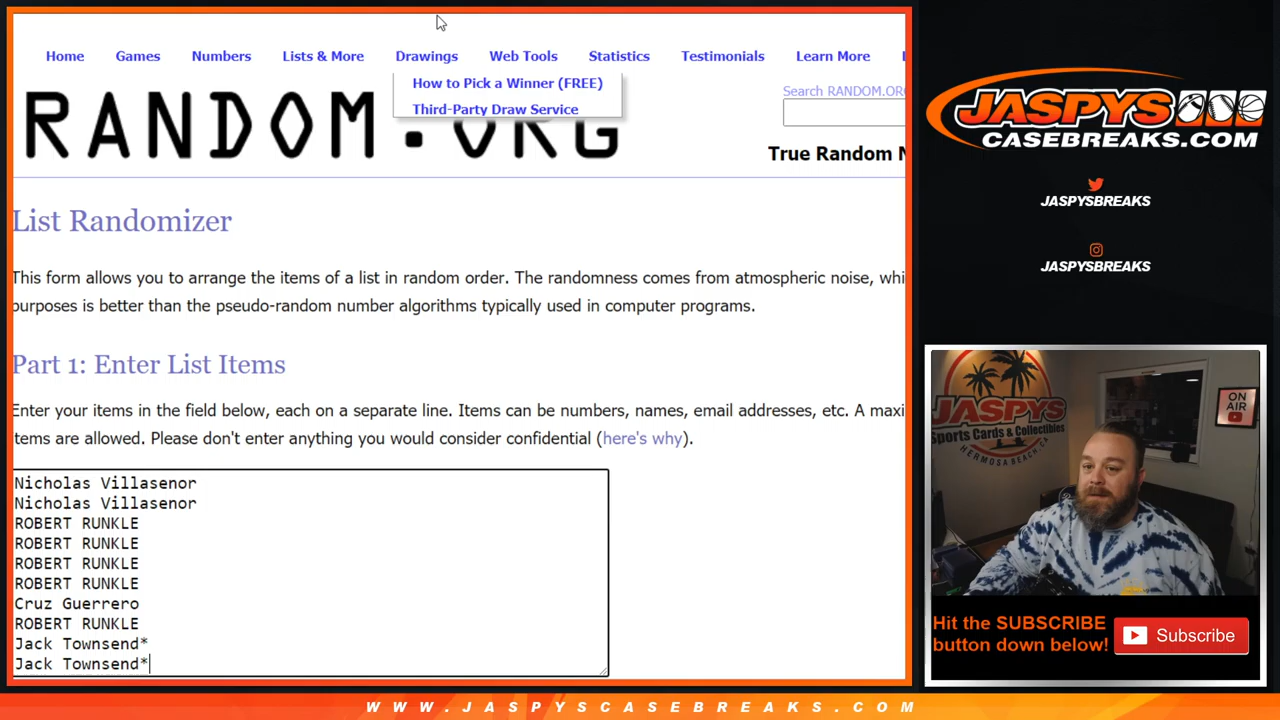 Home Games Numbers Lists & More Drawings Web Tools Statistics Testimonials Learn More
How to Pick a Winner (FREE)
Third-Party Draw Service
RANDOM.ORG
Search RANDOM.OR
True Random N
List Randomizer
This form allows you to arrange the items of a list in random order. The randomness comes from atmospheric noise, whi
purposes is better than the pseudo-random number algorithms typically used in computer programs.
Part 1: Enter List Items
Enter your items in the field below, each on a separate line. Items can be numbers, names, email addresses, etc. A maxi
items are allowed. Please don't enter anything you would consider confidential (here's why).
Nicholas Villasenor
Nicholas Villasenor
ROBERT RUNKLE
ROBERT RUNKLE
ROBERT RUNKLE
ROBERT RUNKLE
Cruz Guerrero
ROBERT RUNKLE
Jack Townsend*
Jack Townsend*
JASPYS
CASEBREAKS.COM
JASPYSBREAKS
JASPYSBREAKS
JASPYS
Sports Cards & Collectibles
HERMOSA BEACH, CA
ON
AIR
Hit the SUBSCRIBE
button down below!
Subscribe
WWW.JASPYSCASEBREAKS.COM